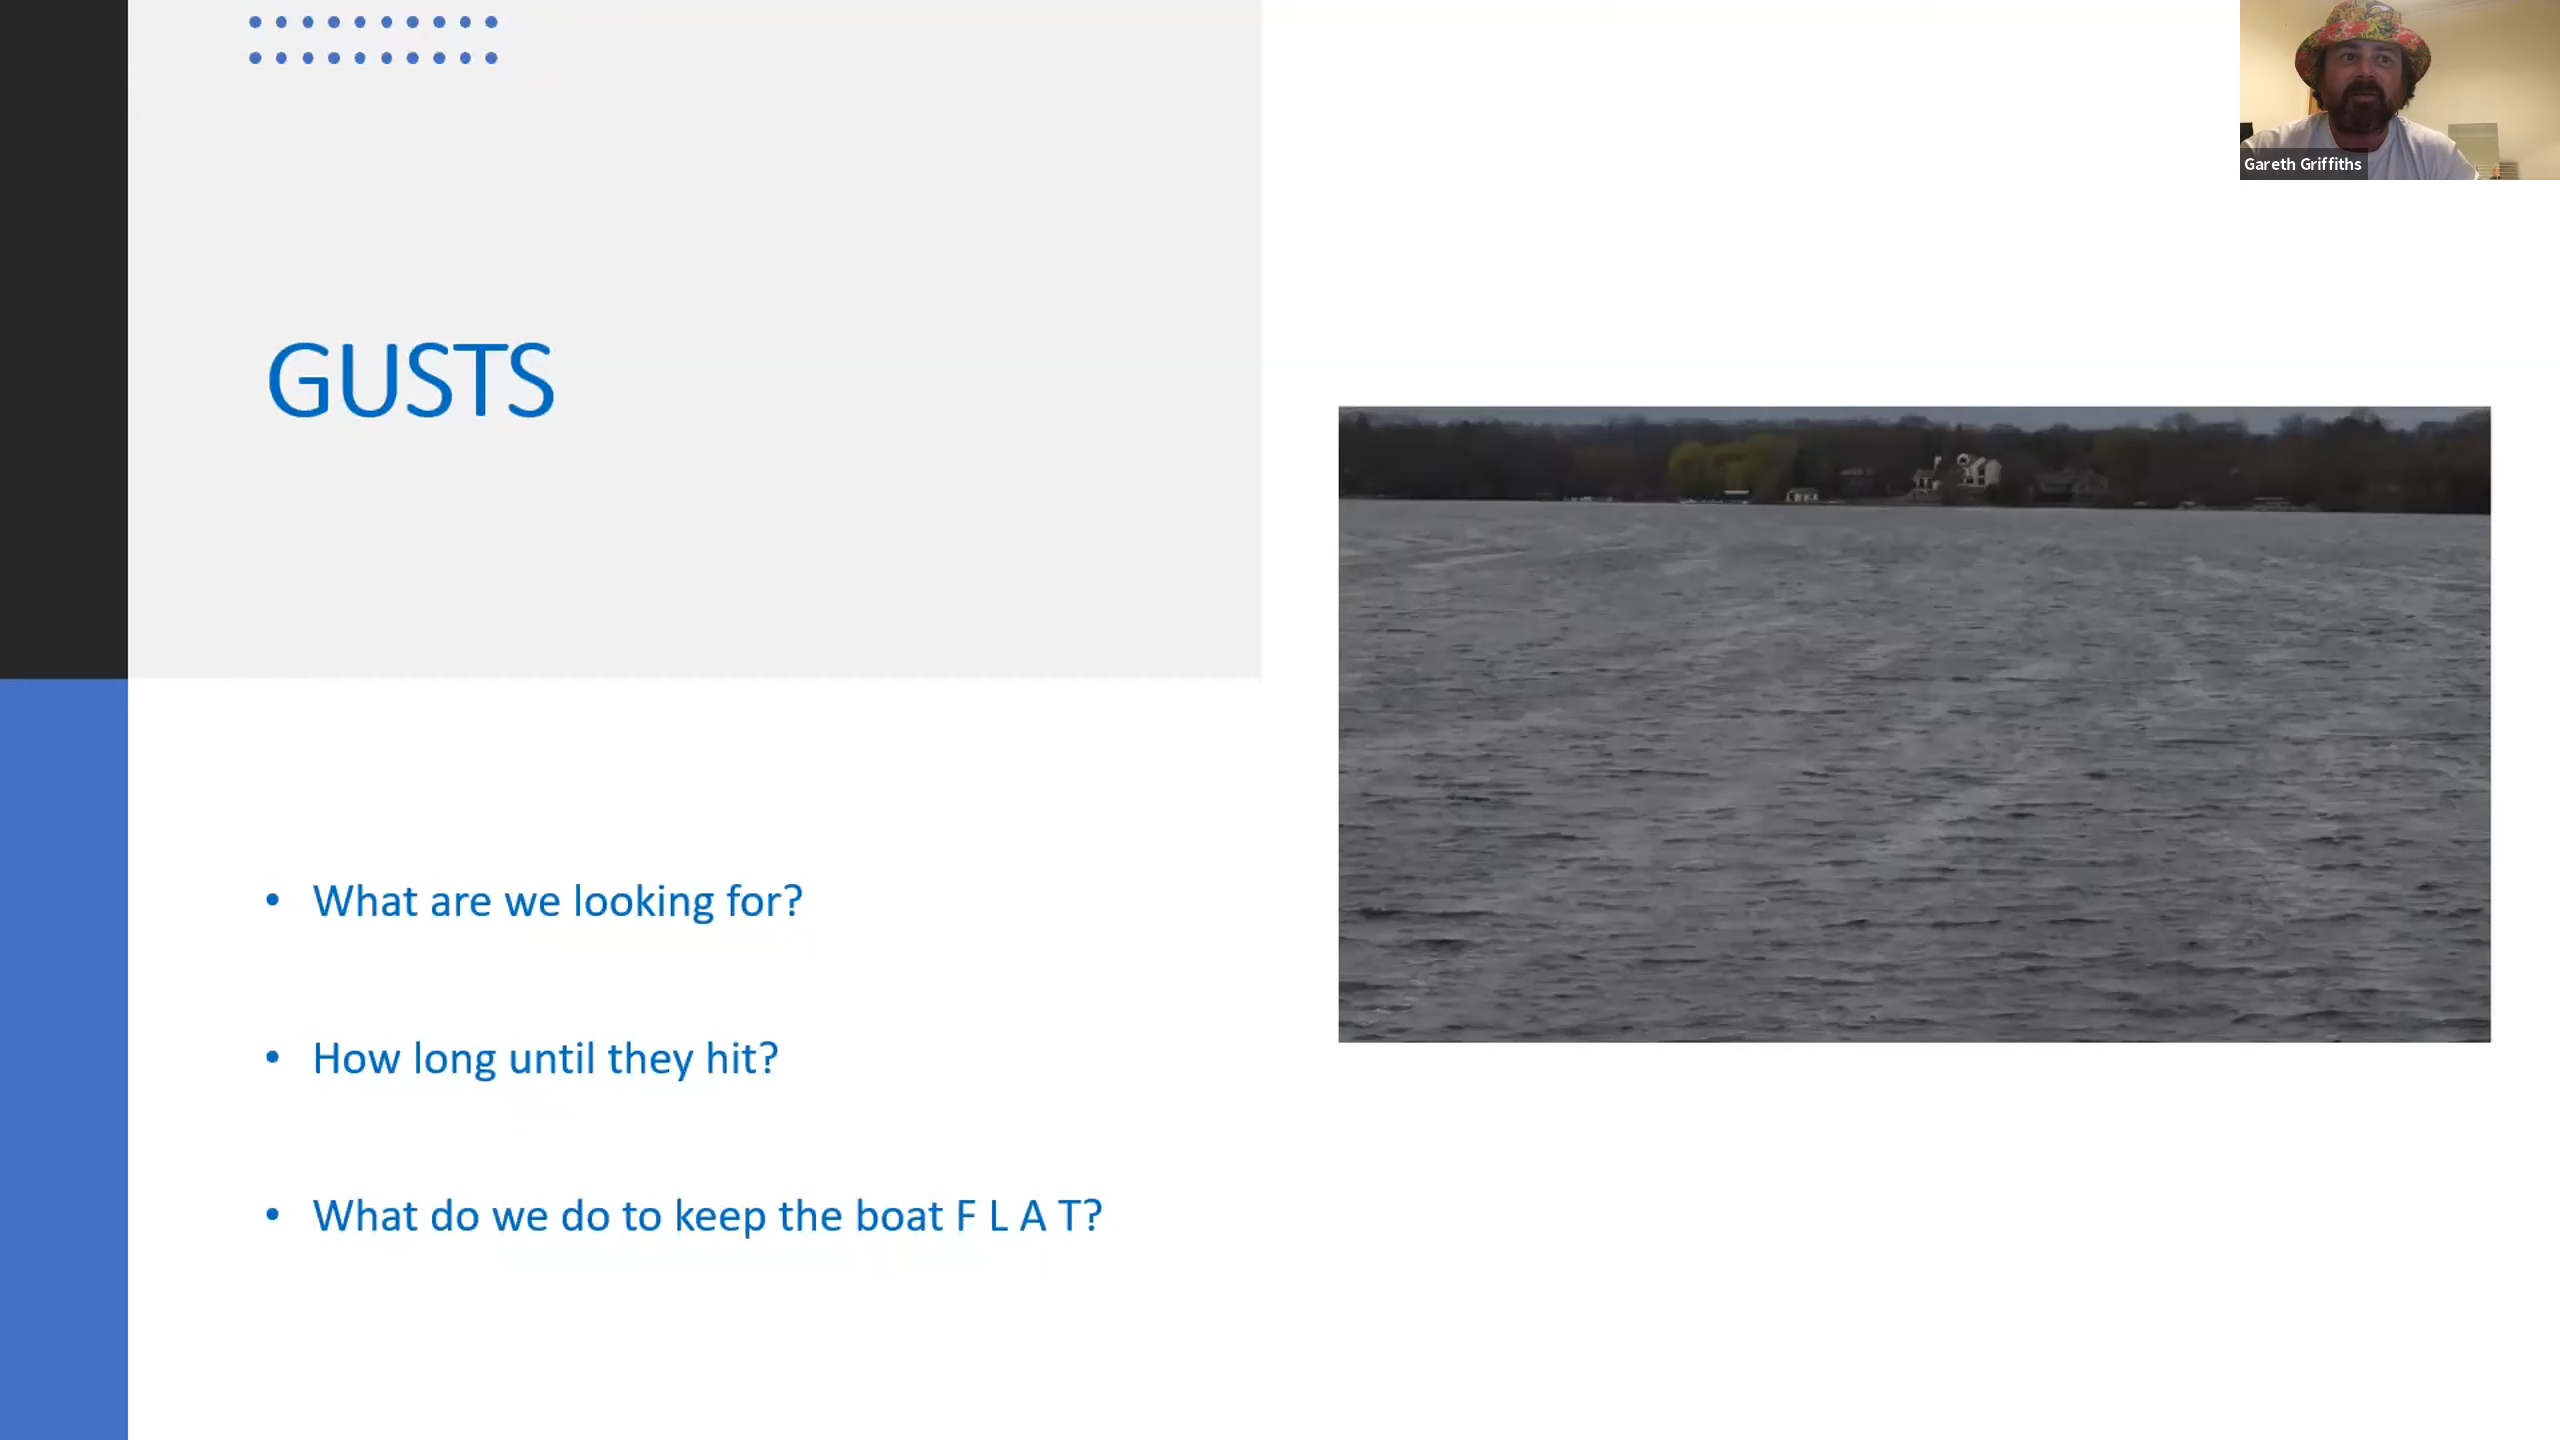 Gareth Griffiths
GUSTS
• What are we looking for?
• How long until they hit?
• What do we do to keep the boat F L A T?